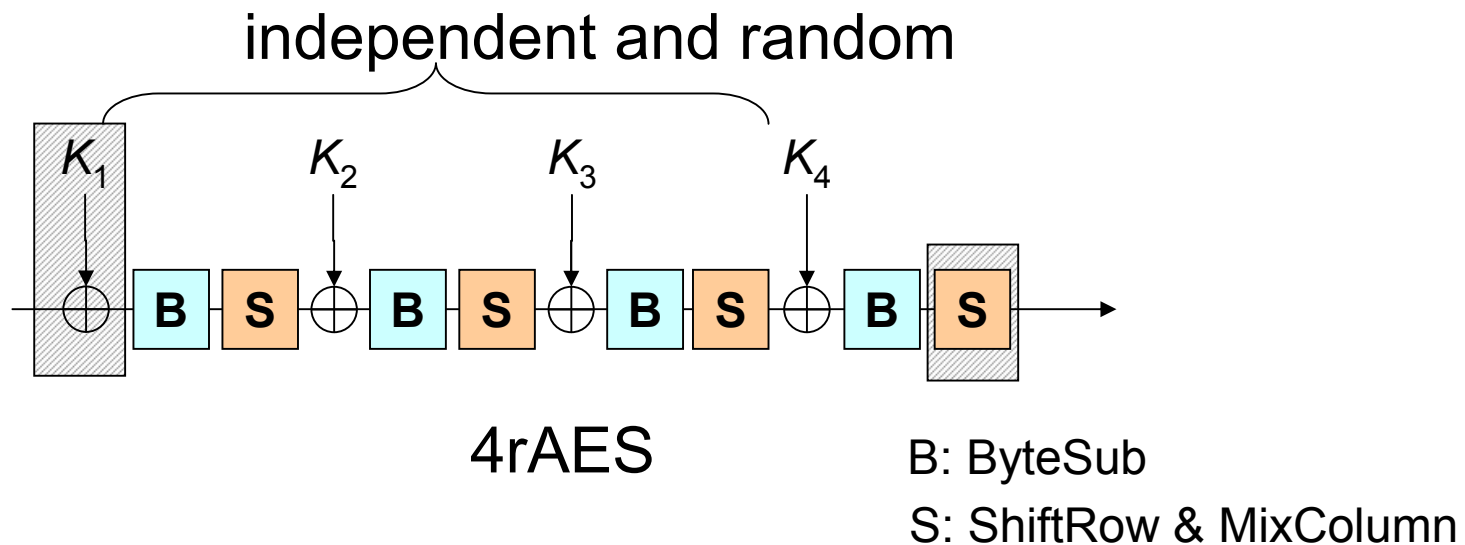 independent and random
K₁ K₂ K₃ K₄
B S B S B S B S
4rAES
B: ByteSub
S: ShiftRow & MixColumn